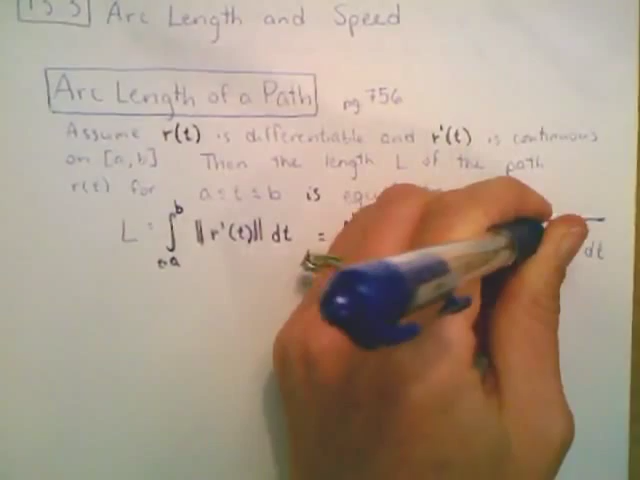 13.3 Arc Length and Speed
Arc Length of a Path pg 756
Assume r(t) is differentiable and r'(t) is continuous
on [a,b] Then the length L of the path
r(t) for a ≤ t ≤ b is
L = ∫ₐᵇ ||r'(t)|| dt = dt